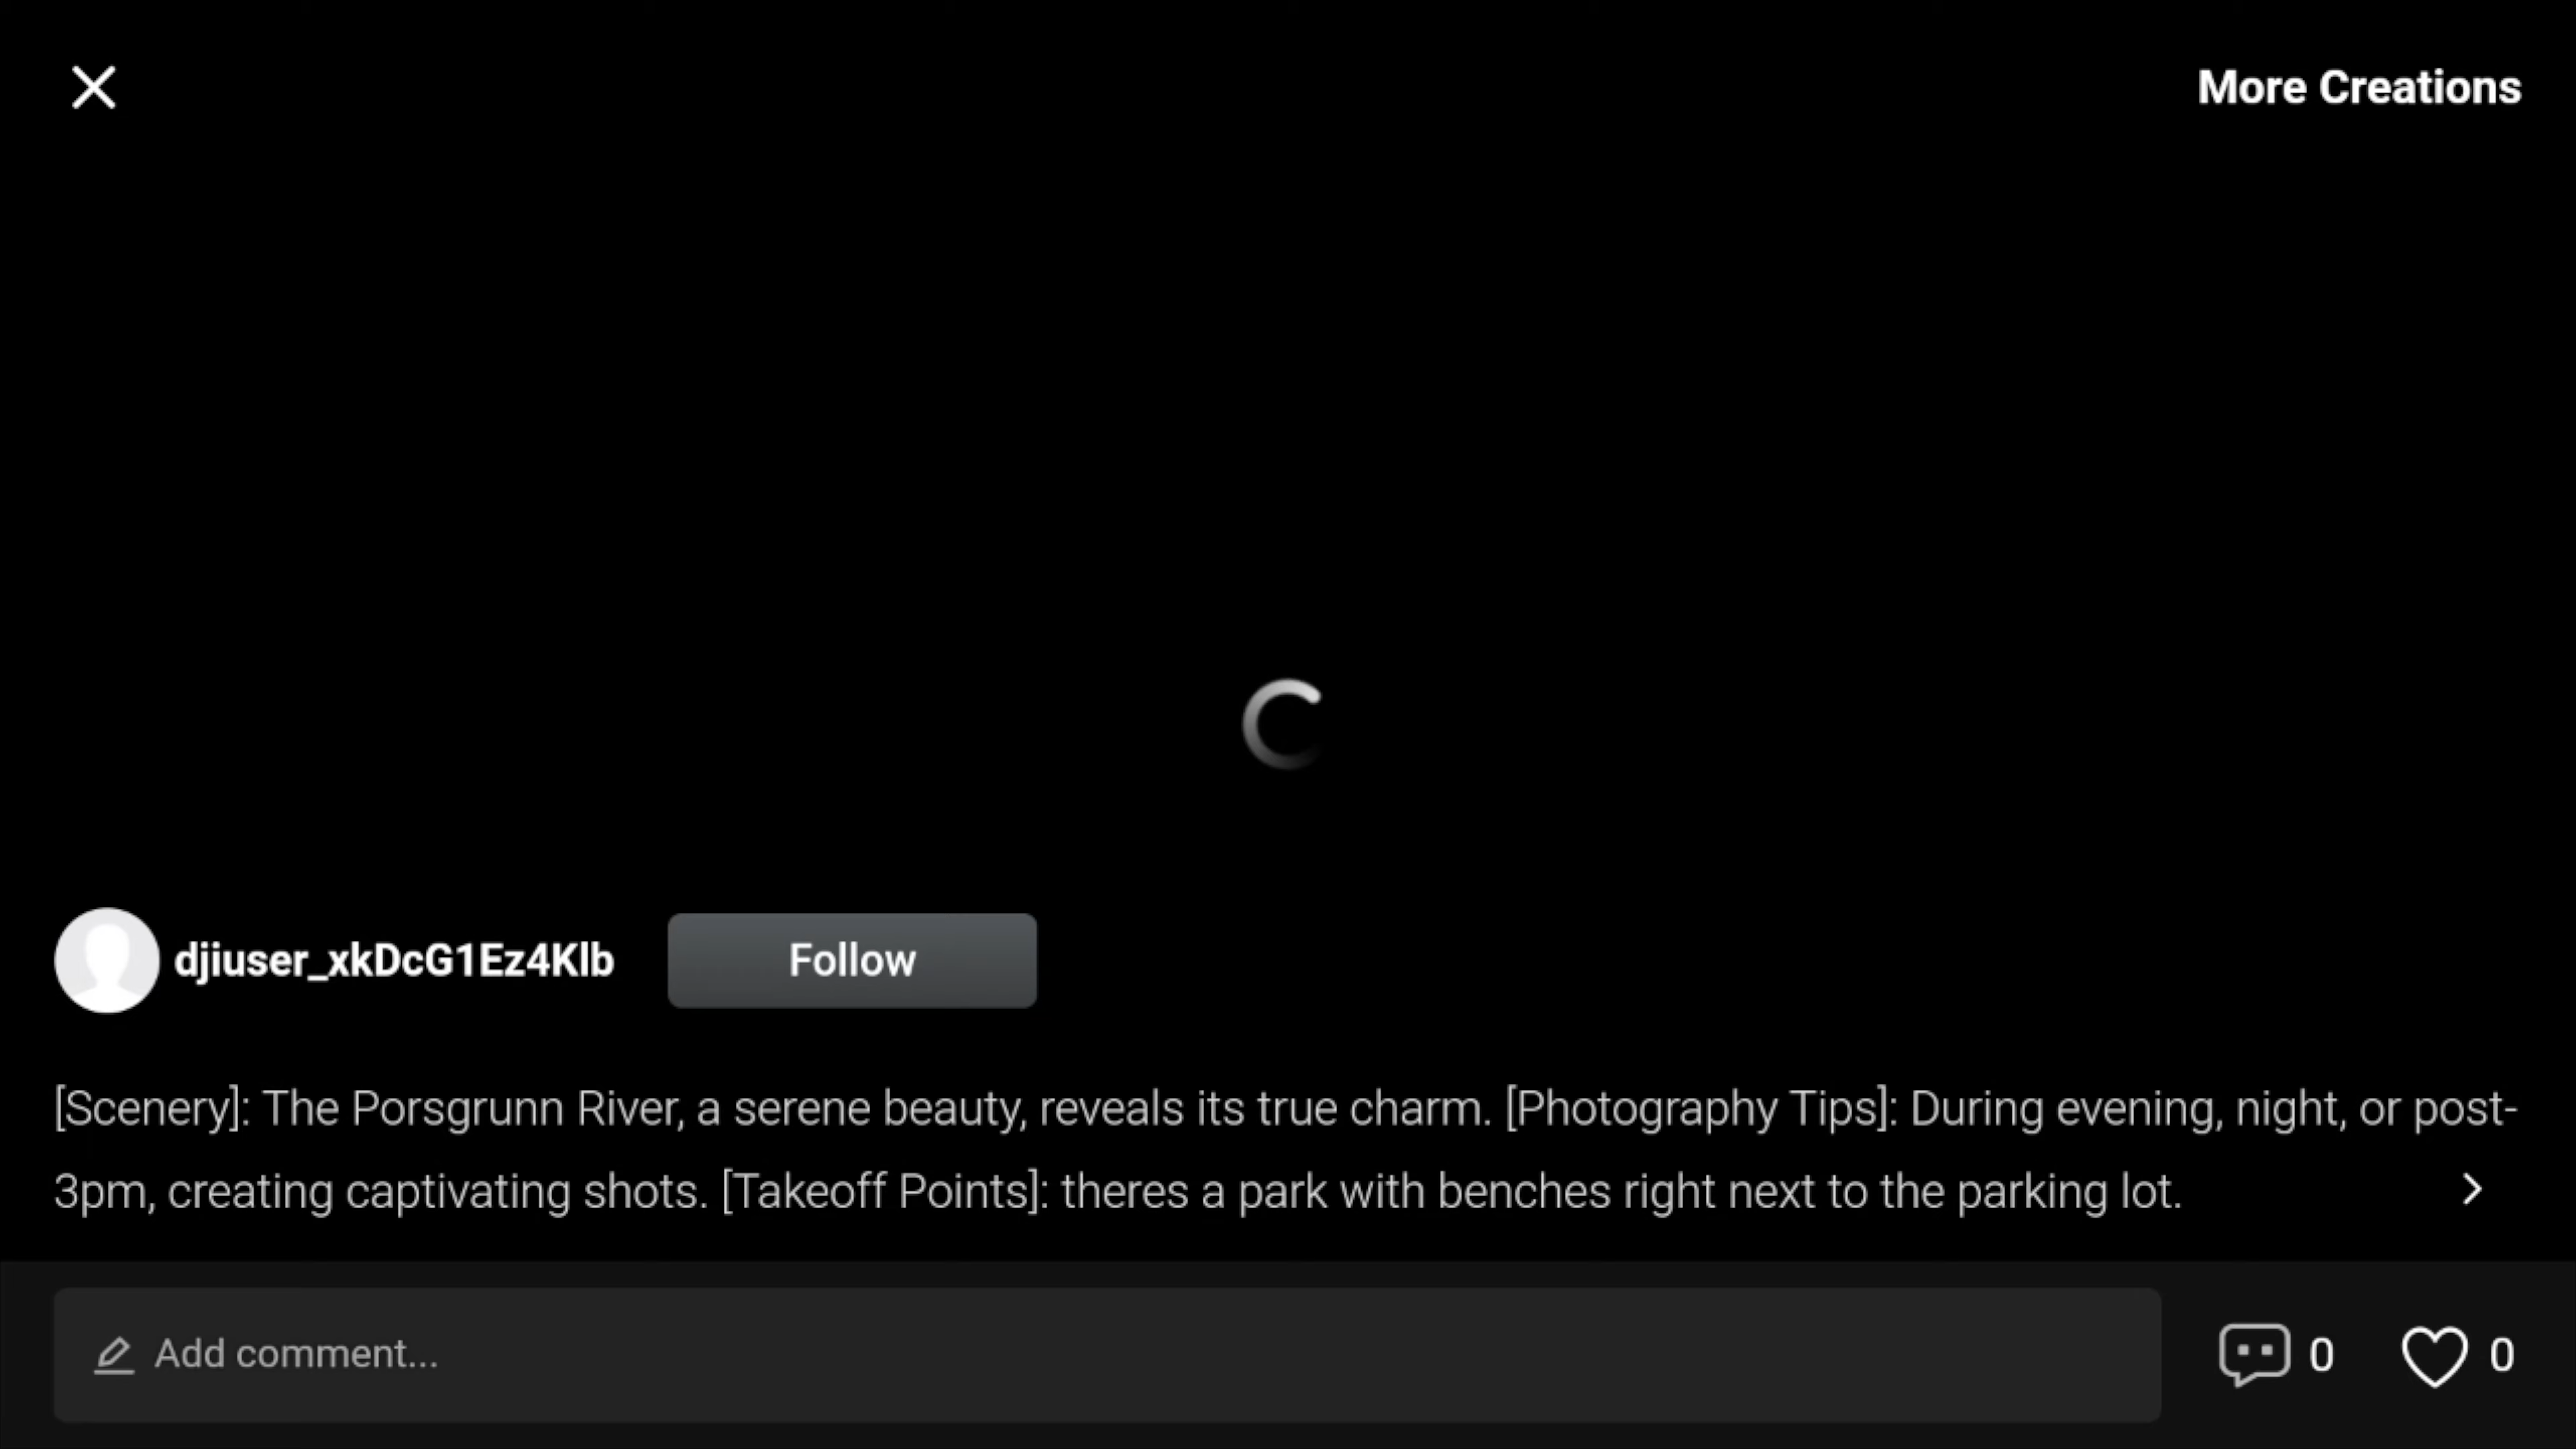 More Creations
djiuser_xkDcG1Ez4Klb
Follow
[Scenery]: The Porsgrunn River, a serene beauty, reveals its true charm. [Photography Tips]: During evening, night, or post-
3pm, creating captivating shots. [Takeoff Points]: theres a park with benches right next to the parking lot.
Add comment...
0
0